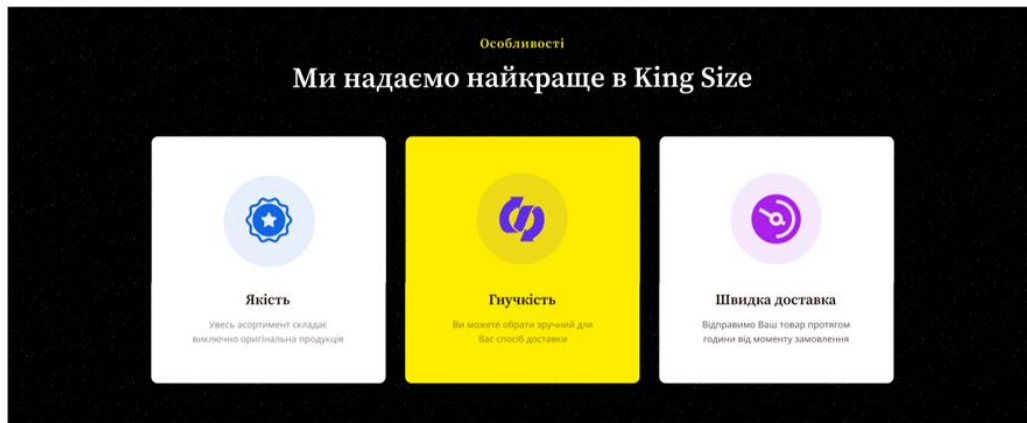 Особливості
Ми надаємо найкраще в King Size
Якість
Увесь асортимент складає
виключно оригінальна продукція
Гнучкість
Ви можете обрати зручний для
Вас спосіб доставки
Швидка доставка
Відправимо Ваш товар протягом
години від моменту замовлення